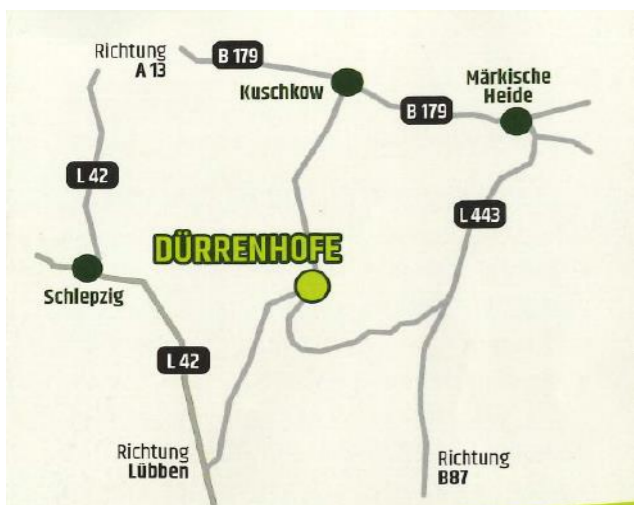 Richtung
A 13
B 179
Kuschkow
B 179
Märkische
Heide
L 42
L 443
DÜRRENHOFE
Schlepzig
L 42
Richtung
Lübben
Richtung
B87